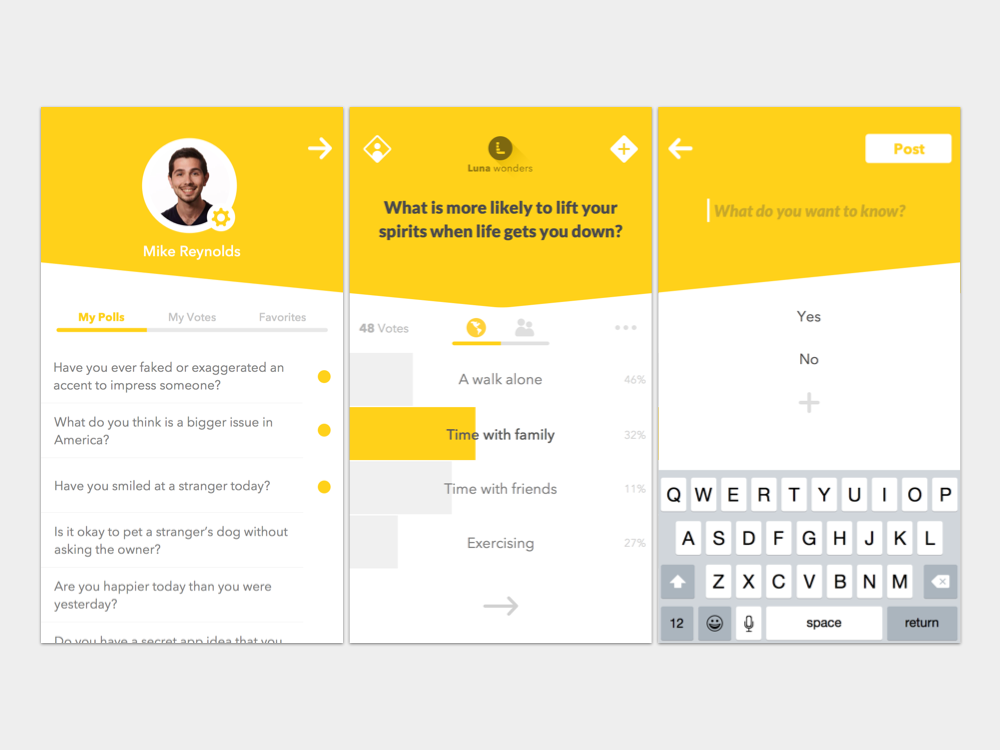 Mike Reynolds
My Polls My Votes Favorites
Have you ever faked or exaggerated an
accent to impress someone?
What do you think is a bigger issue in
America?
Have you smiled at a stranger today?
Is it okay to pet a stranger's dog without
asking the owner?
Are you happier today than you were
yesterday?
Do you have a secret app idea that you
L
Luna wonders
What is more likely to lift your
spirits when life gets you down?
48 Votes
A walk alone 46%
Time with family 32%
Time with friends 11%
Exercising 27%
Post
What do you want to know?
Yes
No
Q W E R T Y U I O P
A S D F G H J K L
Z X C V B N M
12 space return